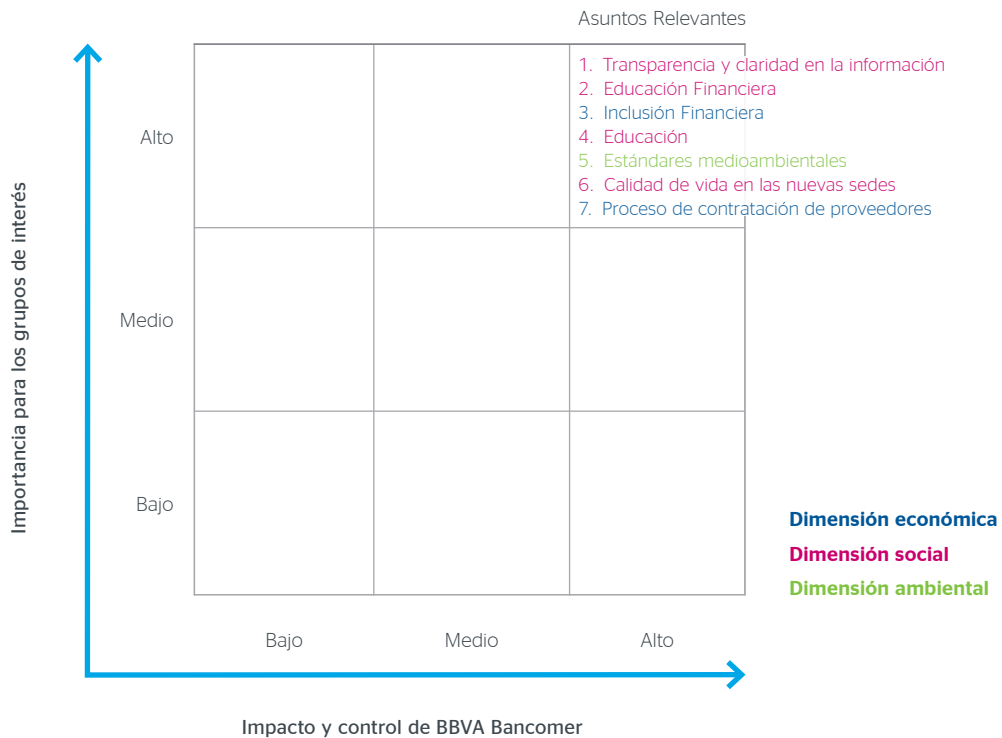 Asuntos Relevantes
1. Transparencia y claridad en la información
2. Educación Financiera
3. Inclusión Financiera
4. Educación
5. Estándares medioambientales
6. Calidad de vida en las nuevas sedes
7. Proceso de contratación de proveedores
Importancia para los grupos de interés
Alto
Medio
Bajo
Dimensión económica
Dimensión social
Dimensión ambiental
Bajo Medio Alto
Impacto y control de BBVA Bancomer